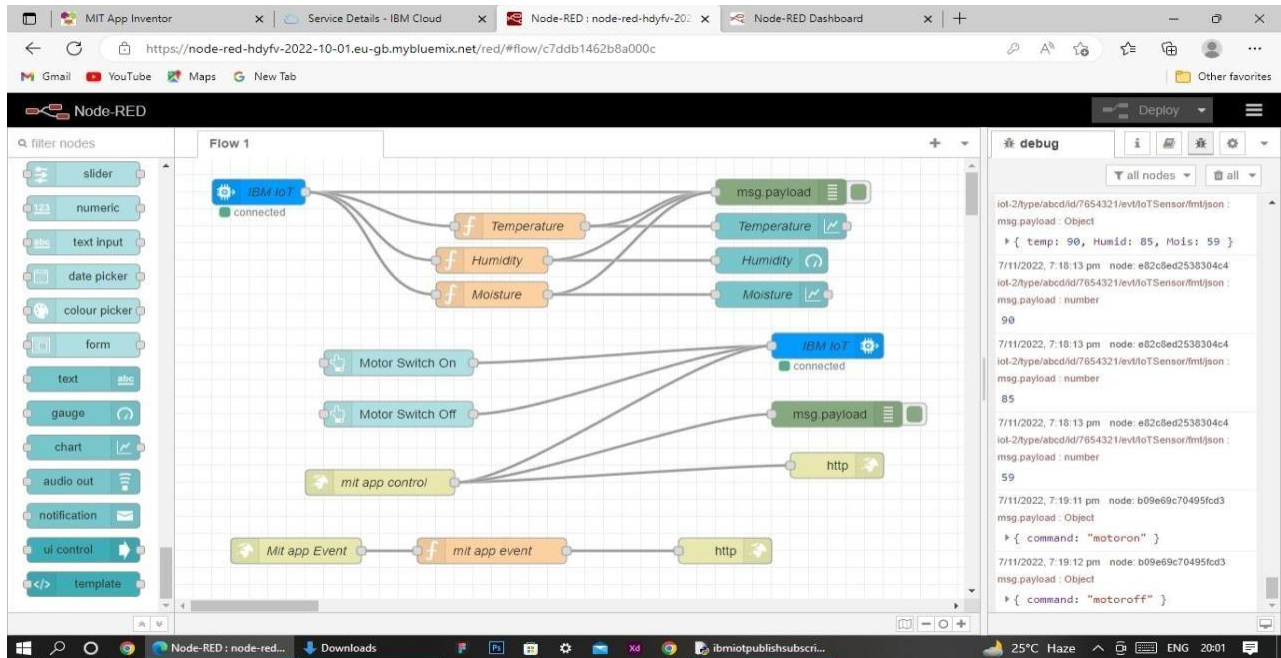 MIT App Inventor
Service Details - IBM Cloud
Node-RED : node-red-hdyfv-202
Node-RED Dashboard
https://node-red-hdyfv-2022-10-01.eu-gb.mybluemix.net/red/#flow/c7ddb1462b8a000c
Gmail
YouTube
Maps
New Tab
Other favorites
Node-RED
Deploy
filter nodes
Flow 1
debug
all nodes
all
slider
numeric
text input
date picker
colour picker
form
text
gauge
chart
audio out
notification
ui control
template
IBM IoT
connected
msg.payload
Temperature
Temperature
Humidity
Humidity
Moisture
Moisture
Motor Switch On
IBM IoT
connected
Motor Switch Off
msg.payload
mit app control
http
Mit app Event
mit app event
http
iot-2/type/abcd/id/7654321/evt/IoTSensor/fmt/json :
msg.payload : Object
{ temp: 90, Humid: 85, Mois: 59 }
7/11/2022, 7:18:13 pm node: e82c8ed2538304c4
iot-2/type/abcd/id/7654321/evt/IoTSensor/fmt/json :
msg.payload : number
90
7/11/2022, 7:18:13 pm node: e82c8ed2538304c4
iot-2/type/abcd/id/7654321/evt/IoTSensor/fmt/json :
msg.payload : number
85
7/11/2022, 7:18:13 pm node: e82c8ed2538304c4
iot-2/type/abcd/id/7654321/evt/IoTSensor/fmt/json :
msg.payload : number
59
7/11/2022, 7:19:11 pm node: b09e69c70495fcd3
msg.payload : Object
{ command: "motoron" }
7/11/2022, 7:19:12 pm node: b09e69c70495fcd3
msg.payload : Object
{ command: "motoroff" }
Node-RED : node-red...
Downloads
ibmiotpublishsubscri...
25°C Haze
ENG
20:01